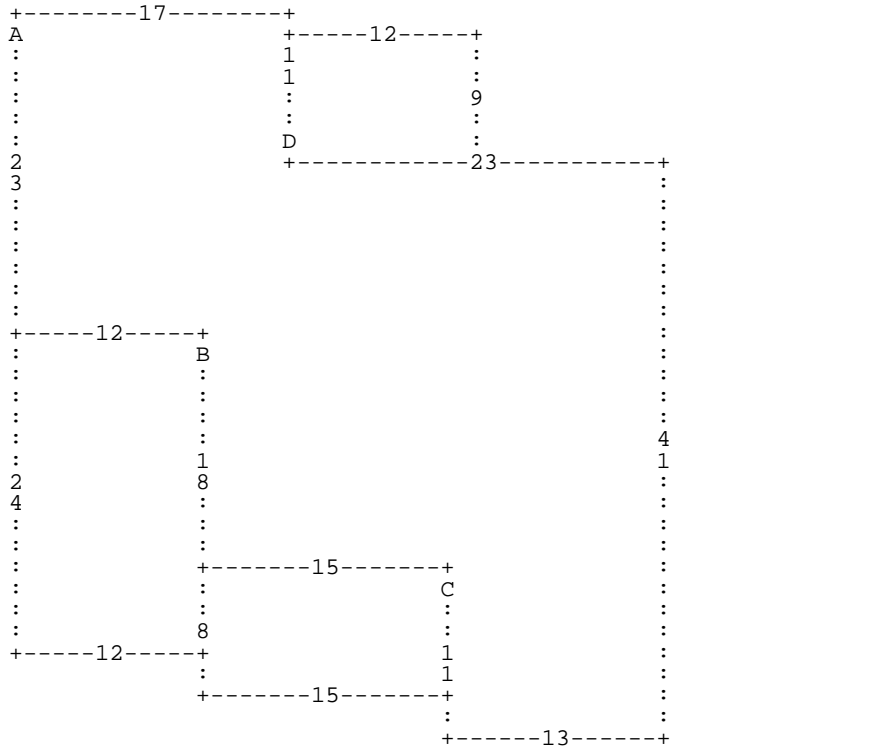 +--------17--------+
A                  +-----12-----+
:                  1            :
:                  1            :
:                  :            9
:                  :            :
:                  D            :
2                  +------------23-----------+
3                                            :
:                                            :
:                                            :
:                                            :
:                                            :
:                                            :
:                                            :
+-----12-----+                               :
:            B                               :
:            :                               :
:            :                               :
:            :                               :
:            :                               4
:            1                               1
2            8                               :
4            :                               :
:            :                               :
:            :                               :
:            +-------15-------+              :
:            :                C              :
:            :                :              :
:            8                :              :
+-----12-----+                1              :
             :                1              :
             +-------15-------+              :
                              :              :
                              +------13------+